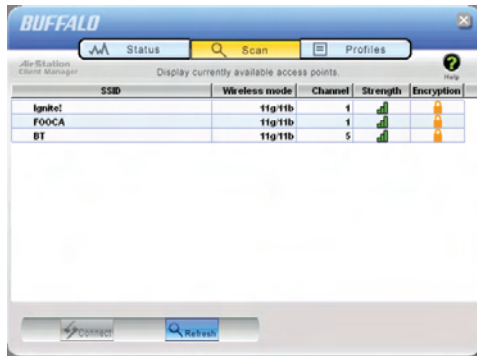 BUFFALO
Status Scan Profiles
AirStation
Client Manager
Display currently available access points.
Help
SSID Wireless mode Channel Strength Encryption
Ignite! 11g/11b 1
FOOCA 11g/11b 1
BT 11g/11b 5
Connect Refresh